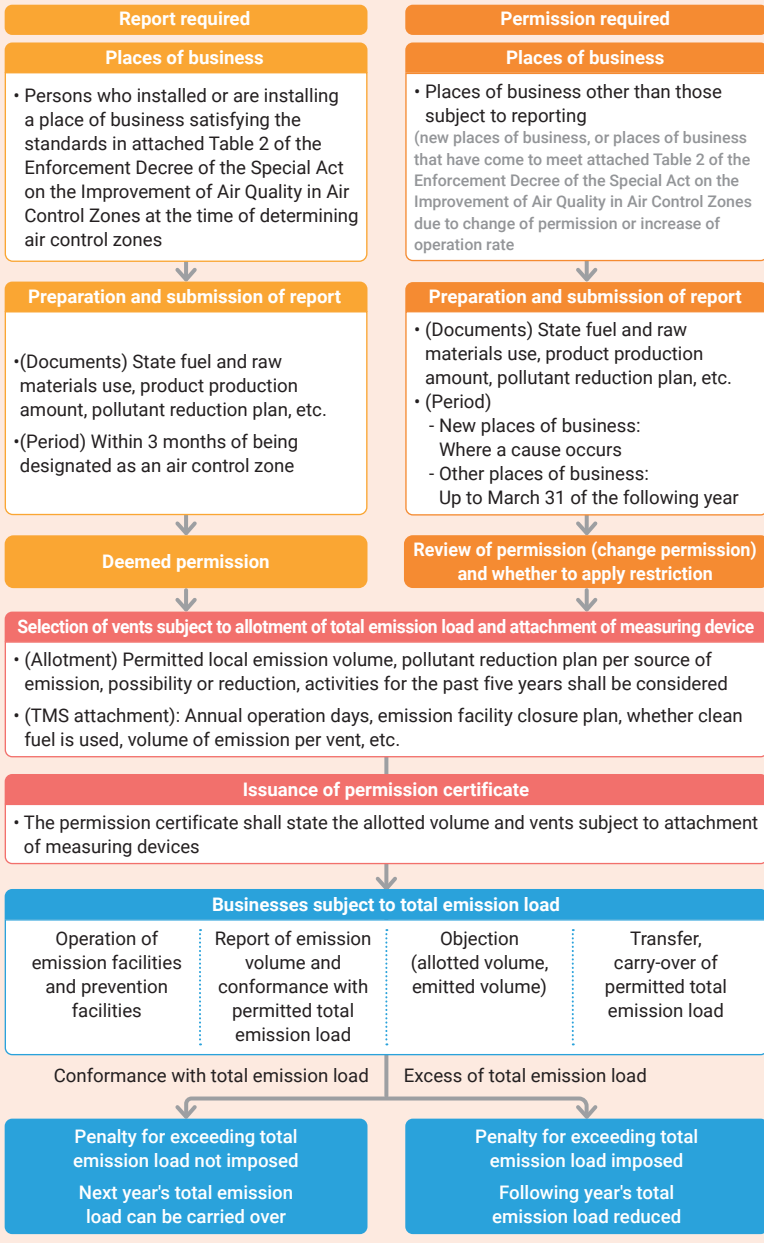 Report required
Places of business
• Persons who installed or are installing
a place of business satisfying the
standards in attached Table 2 of the
Enforcement Decree of the Special Act
on the Improvement of Air Quality in Air
Control Zones at the time of determining
air control zones
Preparation and submission of report
•(Documents) State fuel and raw
materials use, product production
amount, pollutant reduction plan, etc.
•(Period) Within 3 months of being
designated as an air control zone
Deemed permission
Permission required
Places of business
• Places of business other than those
subject to reporting
(new places of business, or places of business
that have come to meet attached Table 2 of the
Enforcement Decree of the Special Act on the
Improvement of Air Quality in Air Control Zones
due to change of permission or increase of
operation rate
Preparation and submission of report
• (Documents) State fuel and raw
materials use, product production
amount, pollutant reduction plan, etc.
• (Period)
- New places of business:
Where a cause occurs
- Other places of business:
Up to March 31 of the following year
Review of permission (change permission)
and whether to apply restriction
Selection of vents subject to allotment of total emission load and attachment of measuring device
• (Allotment) Permitted local emission volume, pollutant reduction plan per source of
emission, possibility or reduction, activities for the past five years shall be considered
• (TMS attachment): Annual operation days, emission facility closure plan, whether clean
fuel is used, volume of emission per vent, etc.
Issuance of permission certificate
• The permission certificate shall state the allotted volume and vents subject to attachment
of measuring devices
Businesses subject to total emission load
Operation of
emission facilities
and prevention
facilities
Report of emission
volume and
conformance with
permitted total
emission load
Objection
(allotted volume,
emitted volume)
Transfer,
carry-over of
permitted total
emission load
Conformance with total emission load
Excess of total emission load
Penalty for exceeding total
emission load not imposed
Next year's total emission
load can be carried over
Penalty for exceeding total
emission load imposed
Following year's total
emission load reduced